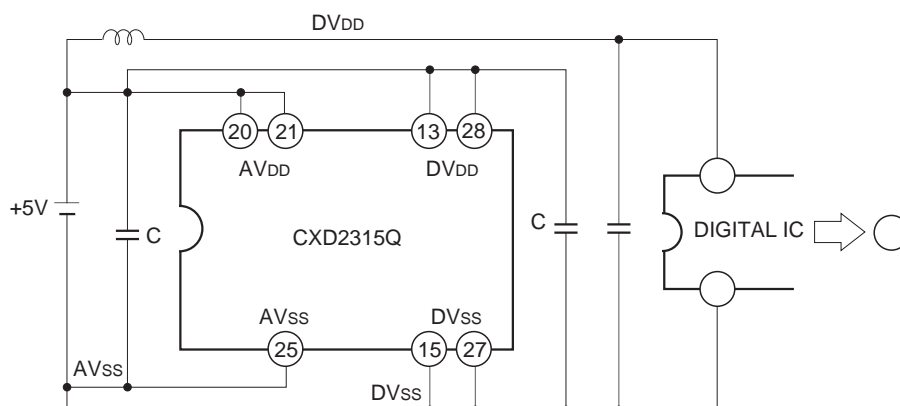 DVDD
20 21 13 28
AVDD DVDD
+5V
C CXD2315Q C DIGITAL IC
AVSS DVSS
25 15 27
AVSS DVSS